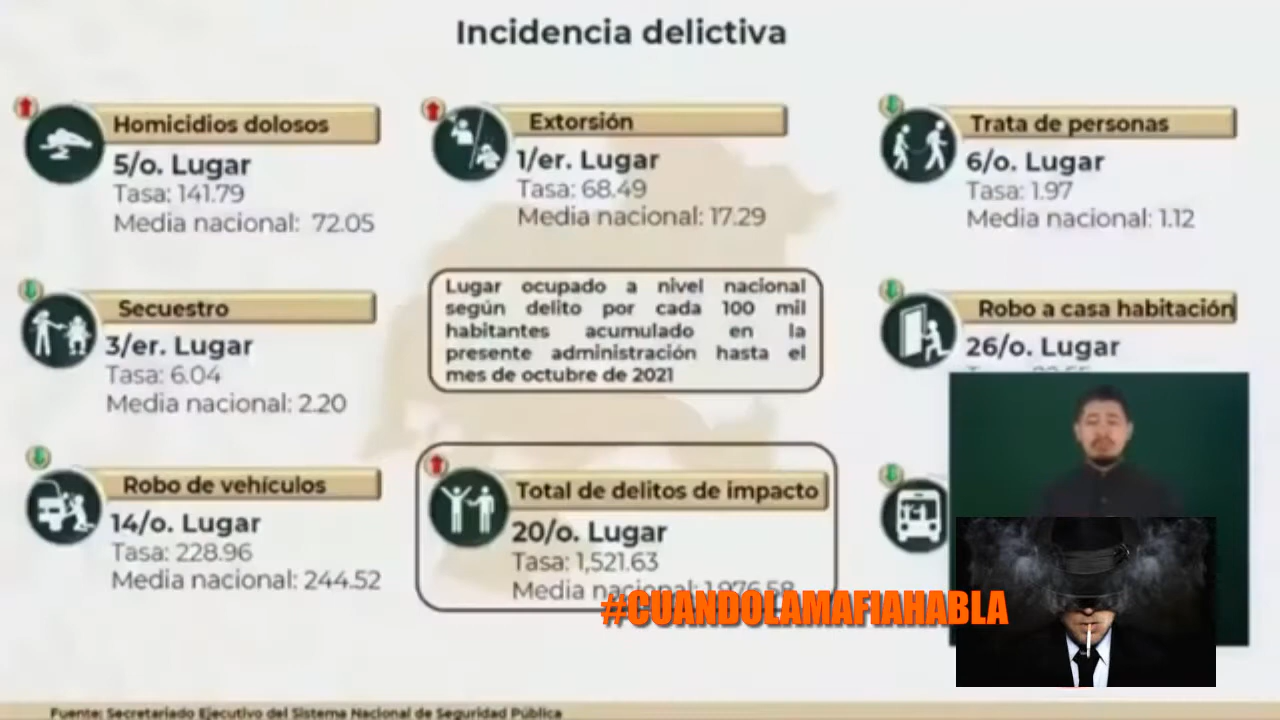 Incidencia delictiva
Homicidios dolosos
5/o. Lugar
Tasa: 141.79
Media nacional: 72.05
Extorsión
1/er. Lugar
Tasa: 68.49
Media nacional: 17.29
Trata de personas
6/o. Lugar
Tasa: 1.97
Media nacional: 1.12
Secuestro
3/er. Lugar
Tasa: 6.04
Media nacional: 2.20
Lugar ocupado a nivel nacional
según delito por cada 100 mil
habitantes acumulado en la
presente administración hasta el
mes de octubre de 2021
Robo a casa habitación
26/o. Lugar
Robo de vehículos
14/o. Lugar
Tasa: 228.96
Media nacional: 244.52
Total de delitos de impacto
20/o. Lugar
Tasa: 1,521.63
Media nacional: 1,976.58
#CUANDOLAMAFIAHABLA
Fuente: Secretariado Ejecutivo del Sistema Nacional de Seguridad Pública